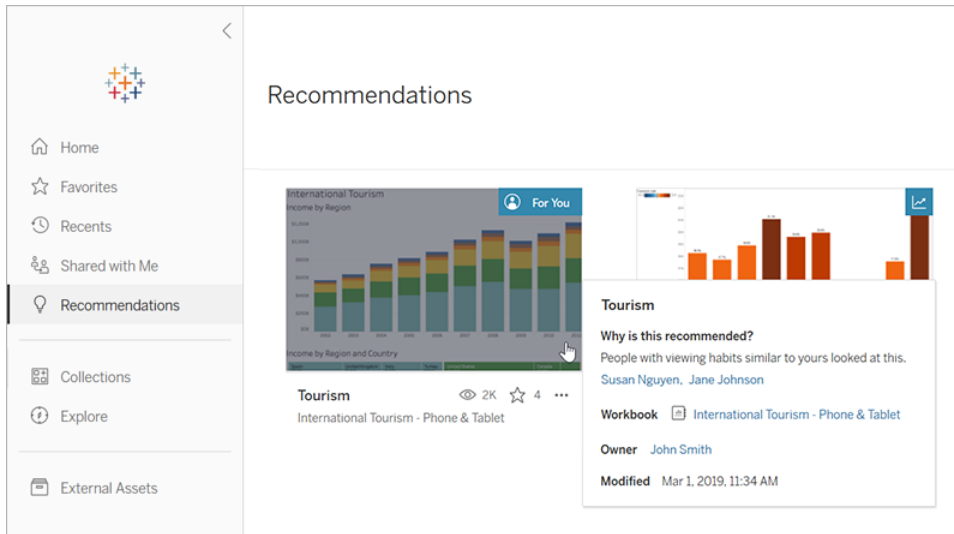 Recommendations
Home
Favorites
Recents
Shared with Me
Recommendations
Collections
Explore
External Assets
International Tourism
Income by Region
For You
Income by Region and Country
Tourism
2K
4
International Tourism - Phone & Tablet
Tourism
Why is this recommended?
People with viewing habits similar to yours looked at this.
Susan Nguyen, Jane Johnson
Workbook International Tourism - Phone & Tablet
Owner John Smith
Modified Mar 1, 2019, 11:34 AM